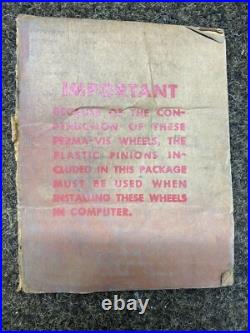 IMPORTANT
BECAUSE OF THE CON-
STRUCTION OF THESE
PERMA-VIS WHEELS, THE
PLASTIC PINIONS IN-
CLUDED IN THIS PACKAGE
MUST BE USED WHEN
INSTALLING THESE WHEELS
IN COMPUTER.